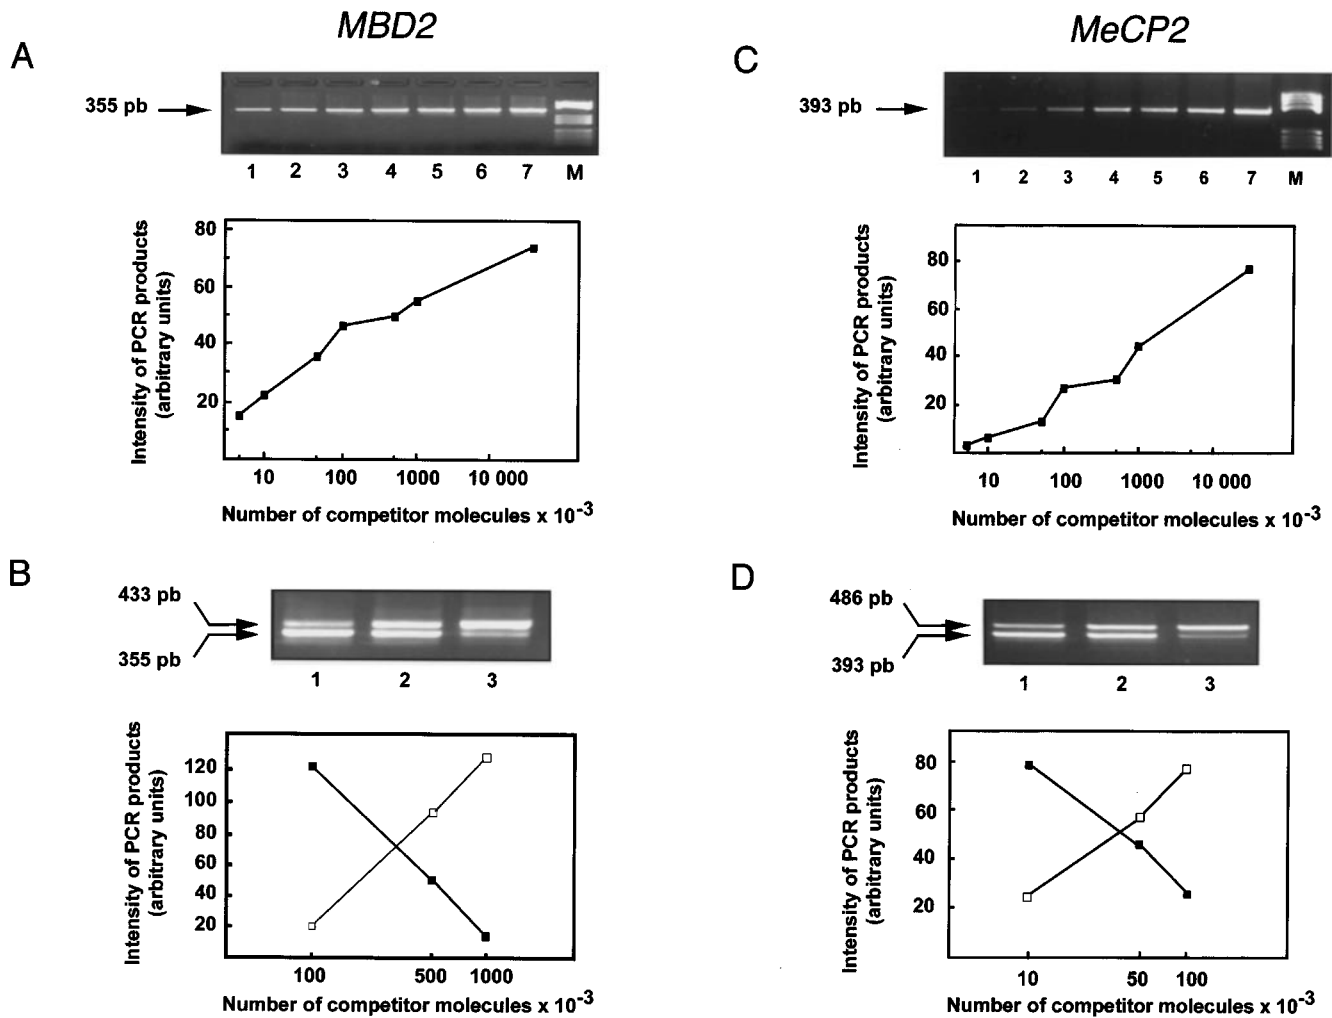 MBD2
A
355 pb
1 2 3 4 5 6 7 M
Intensity of PCR products
(arbitrary units)
80
60
40
20
10 100 1000 10 000
Number of competitor molecules x 10-3
B
433 pb
355 pb
1 2 3
Intensity of PCR products
(arbitrary units)
120
100
80
60
40
20
100 500 1000
Number of competitor molecules x 10-3
MeCP2
C
393 pb
1 2 3 4 5 6 7 M
Intensity of PCR products
(arbitrary units)
80
60
40
20
10 100 1000 10 000
Number of competitor molecules x 10-3
D
486 pb
393 pb
1 2 3
Intensity of PCR products
(arbitrary units)
80
60
40
20
10 50 100
Number of competitor molecules x 10-3